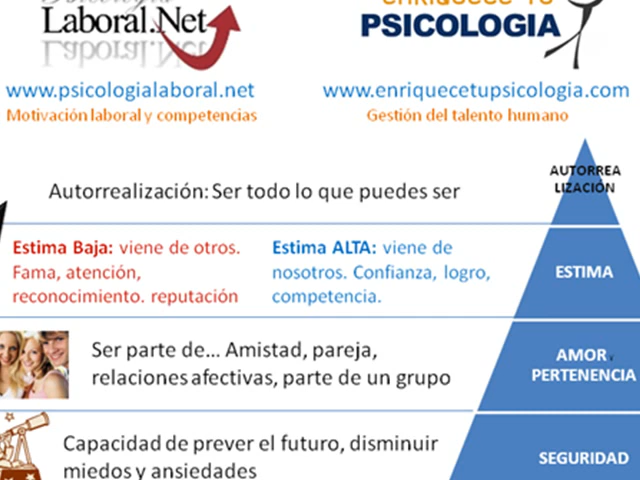 Psicología
Laboral.Net
enriquece tu
PSICOLOGIA
www.psicologialaboral.net
www.enriquecetupsicologia.com
Motivación laboral y competencias
Gestión del talento humano
Autorrealización: Ser todo lo que puedes ser
AUTORREA
LIZACIÓN
Estima Baja: viene de otros.
Fama, atención,
reconocimiento. reputación
Estima ALTA: viene de
nosotros. Confianza, logro,
competencia.
ESTIMA
Ser parte de... Amistad, pareja,
relaciones afectivas, parte de un grupo
AMOR y
PERTENENCIA
Capacidad de prever el futuro, disminuir
miedos y ansiedades
SEGURIDAD